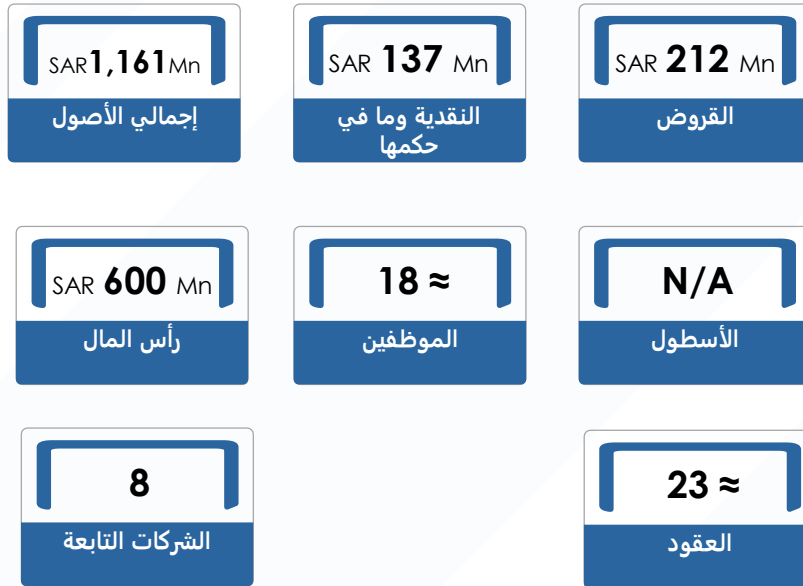 SAR 212 Mn
القروض
SAR 137 Mn
النقدية وما في
حكمها
SAR1,161Mn
إجمالي الأصول
N/A
الأسطول
18 ≈
الموظفين
SAR 600 Mn
رأس المال
23 ≈
العقود
8
الشركات التابعة